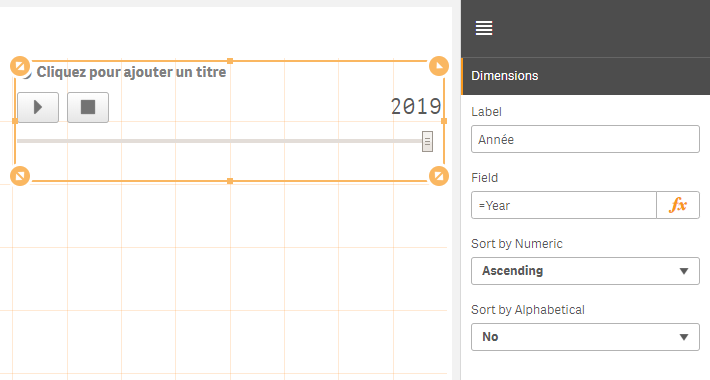 Cliquez pour ajouter un titre
2019
Dimensions
Label
Année
Field
=Year
fx
Sort by Numeric
Ascending
Sort by Alphabetical
No